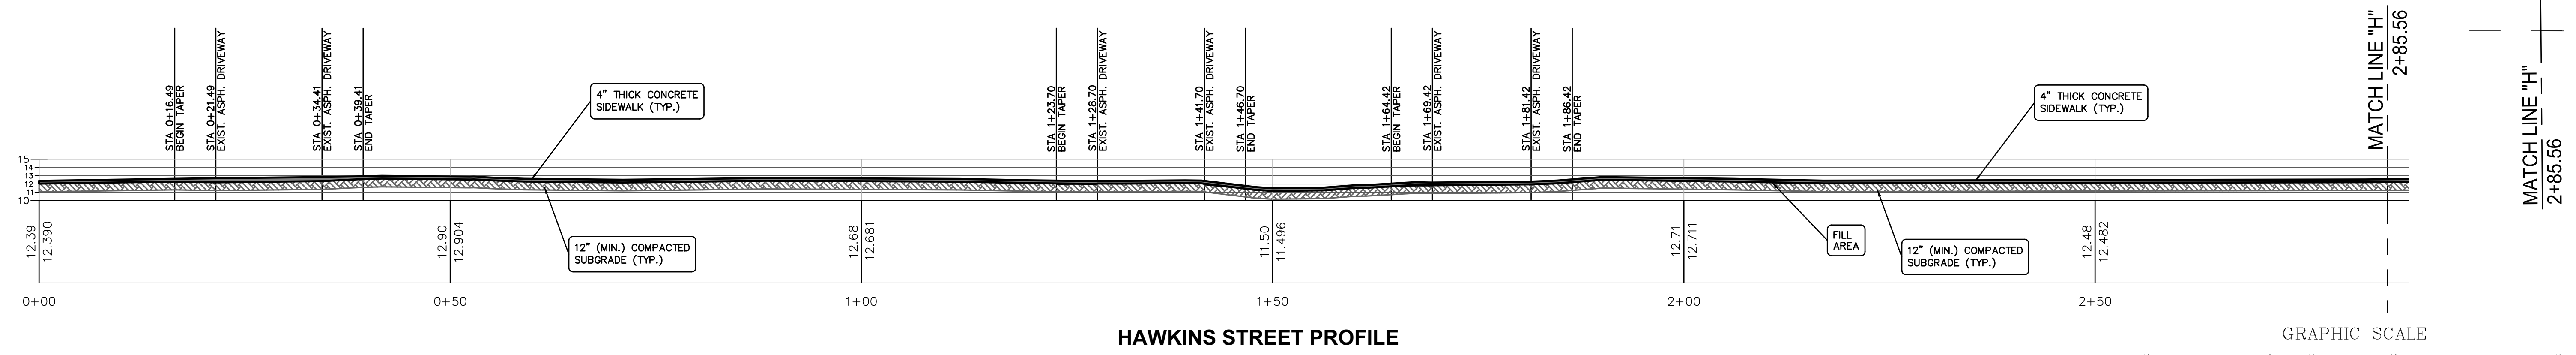 STA 0+16.49
BEGIN TAPER
STA 0+21.49
EXIST. ASPH. DRIVEWAY
STA 0+34.41
EXIST. ASPH. DRIVEWAY
STA 0+39.41
END TAPER
4" THICK CONCRETE
SIDEWALK (TYP.)
STA 1+23.70
BEGIN TAPER
STA 1+28.70
EXIST. ASPH. DRIVEWAY
STA 1+41.70
EXIST. ASPH. DRIVEWAY
STA 1+46.70
END TAPER
STA 1+64.42
BEGIN TAPER
STA 1+69.42
EXIST. ASPH. DRIVEWAY
STA 1+81.42
EXIST. ASPH. DRIVEWAY
STA 1+86.42
END TAPER
4" THICK CONCRETE
SIDEWALK (TYP.)
MATCH LINE "H"
2+85.56
MATCH LINE "H"
2+85.56
15
14
13
12
11
10
12.39
12.390
12.90
12.904
12" (MIN.) COMPACTED
SUBGRADE (TYP.)
12.68
12.681
11.50
11.496
12.71
12.711
FILL
AREA
12" (MIN.) COMPACTED
SUBGRADE (TYP.)
12.48
12.482
0+00
0+50
1+00
1+50
2+00
2+50
HAWKINS STREET PROFILE
GRAPHIC SCALE